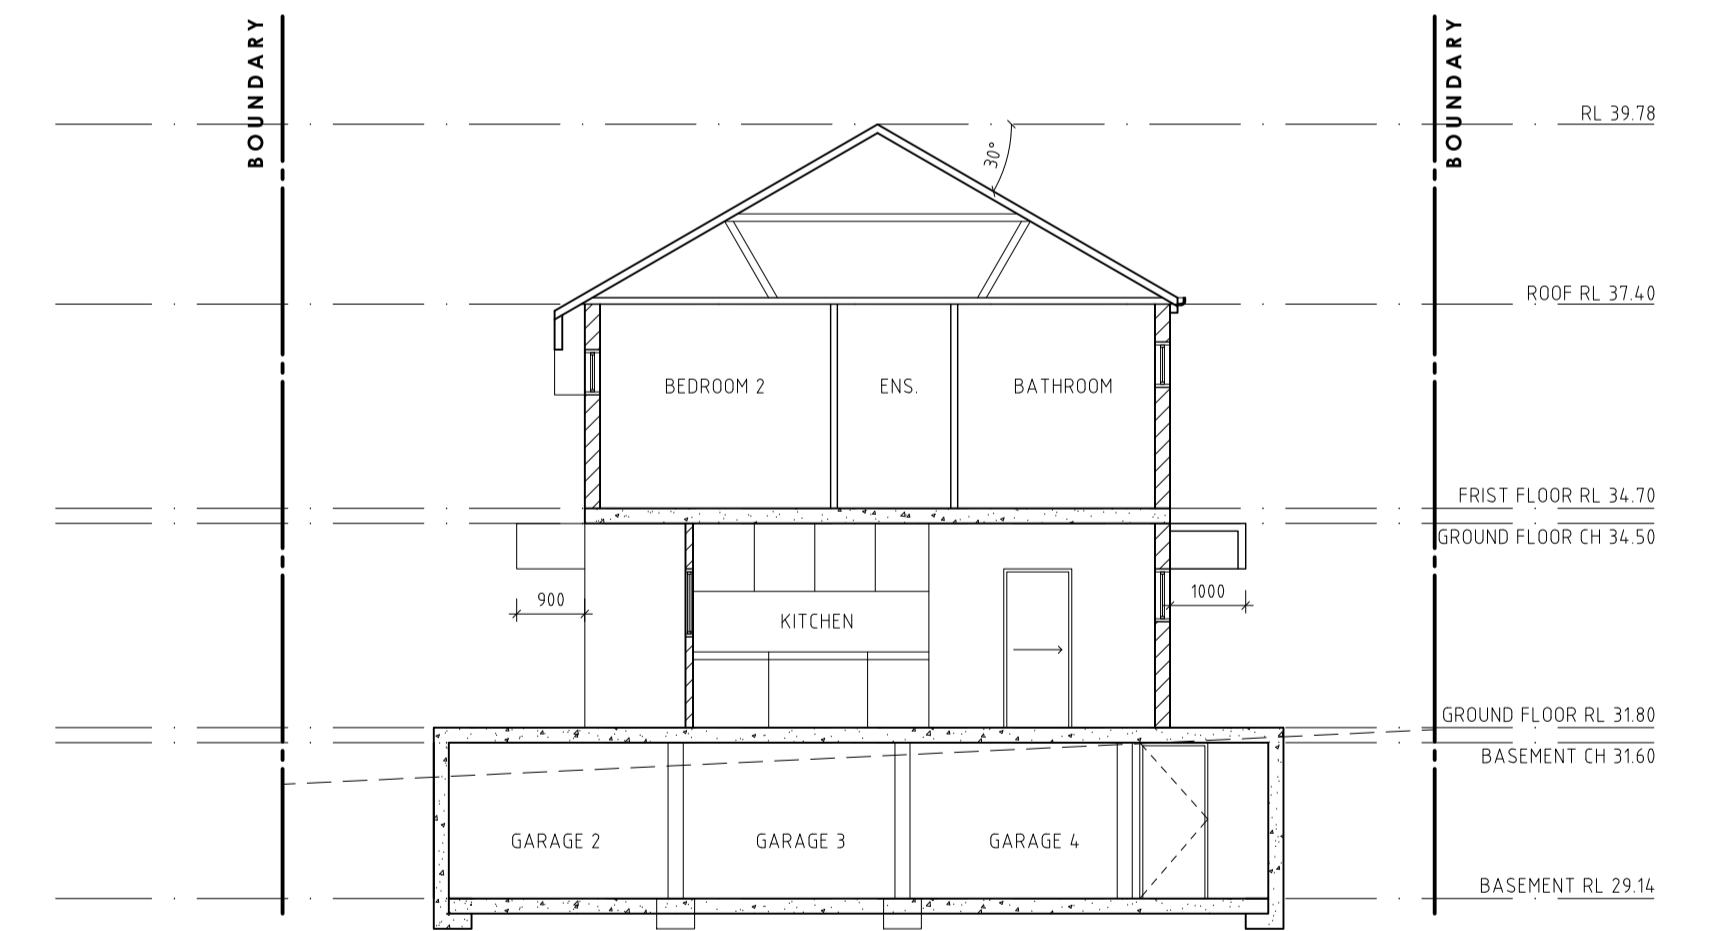 BOUNDARY
BOUNDARY
RL 39.78
30°
ROOF RL 37.40
BEDROOM 2
ENS.
BATHROOM
FRIST FLOOR RL 34.70
GROUND FLOOR CH 34.50
900
1000
KITCHEN
GROUND FLOOR RL 31.80
BASEMENT CH 31.60
GARAGE 2
GARAGE 3
GARAGE 4
BASEMENT RL 29.14